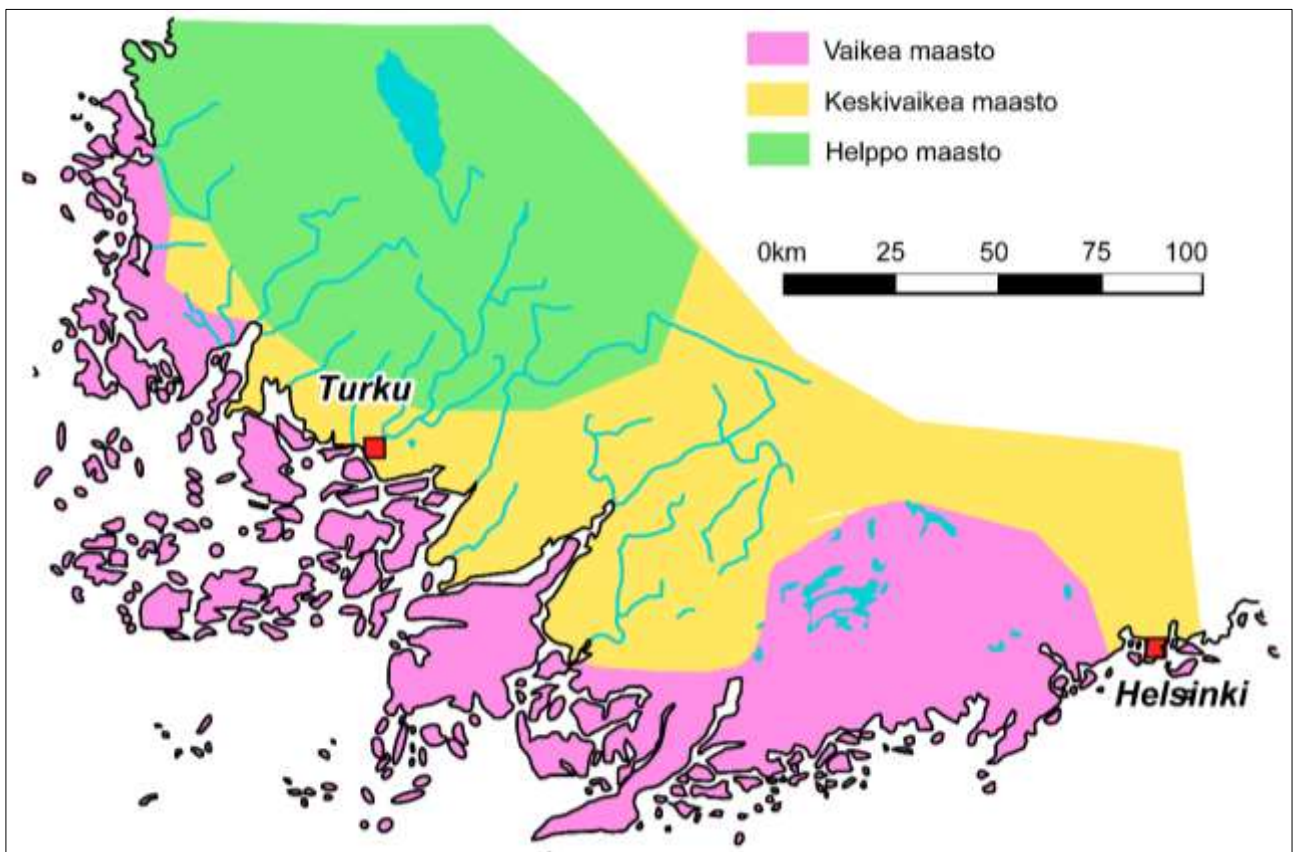 Vaikea maasto
Keskivaikea maasto
Helppo maasto
0km 25 50 75 100
Turku
Helsinki